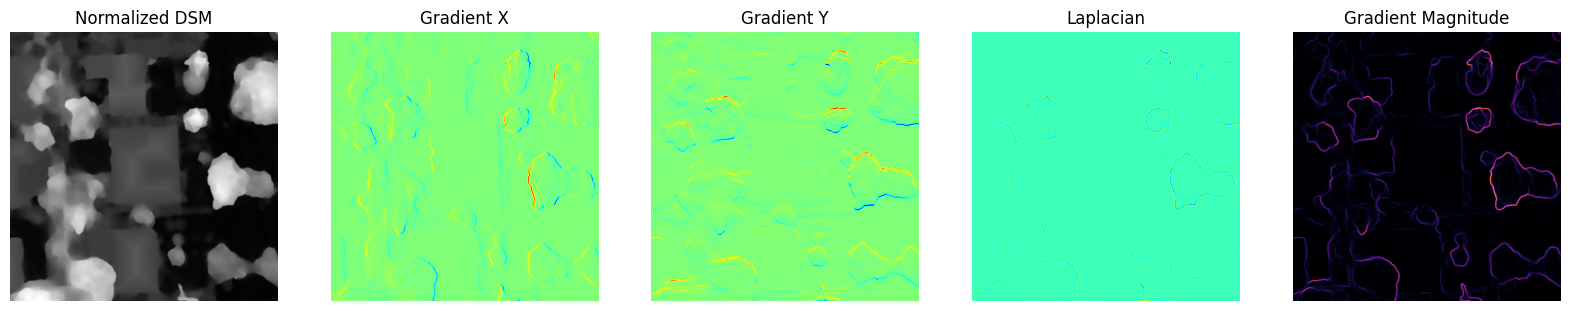 Normalized DSM
Gradient X
Gradient Y
Laplacian
Gradient Magnitude